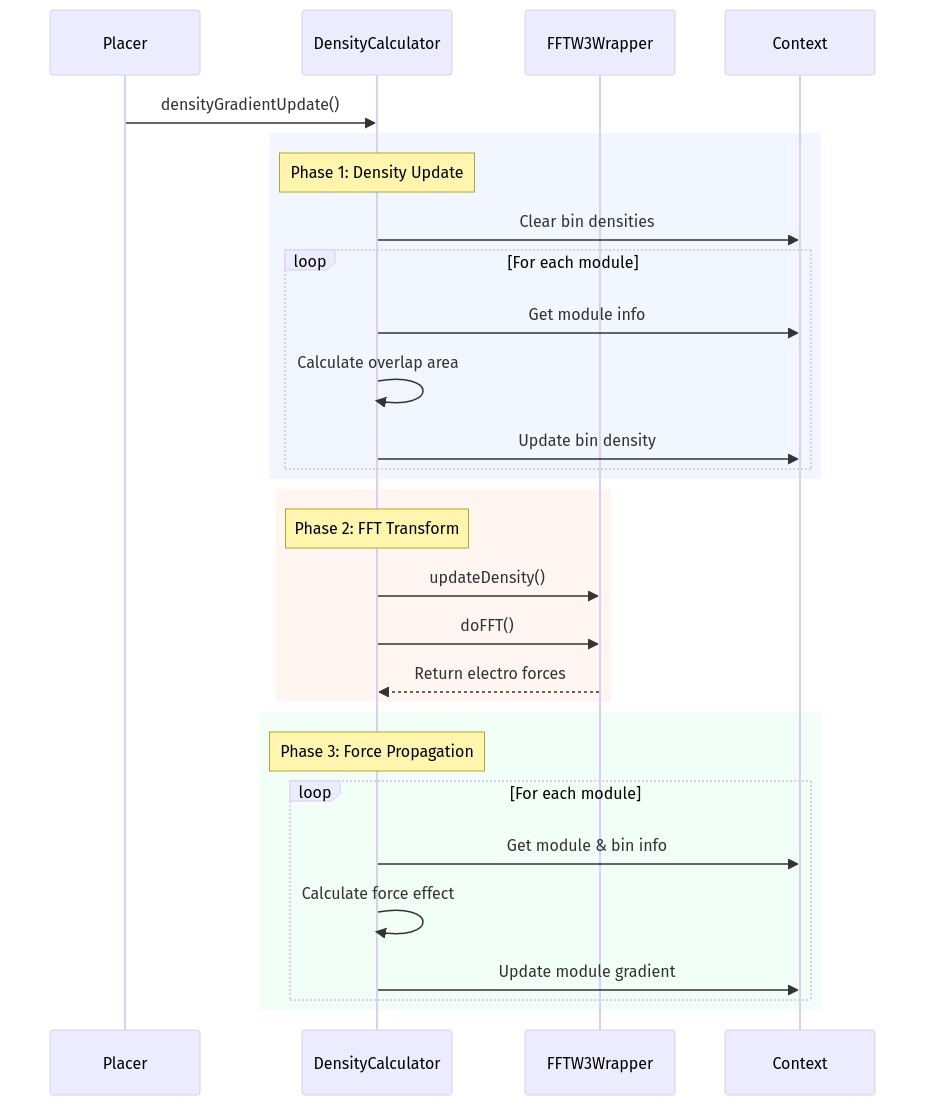 Placer
DensityCalculator
FFTW3Wrapper
Context
densityGradientUpdate()
Phase 1: Density Update
Clear bin densities
loop
[For each module]
Get module info
Calculate overlap area
Update bin density
Phase 2: FFT Transform
updateDensity()
doFFT()
Return electro forces
Phase 3: Force Propagation
loop
[For each module]
Get module & bin info
Calculate force effect
Update module gradient
Placer
DensityCalculator
FFTW3Wrapper
Context